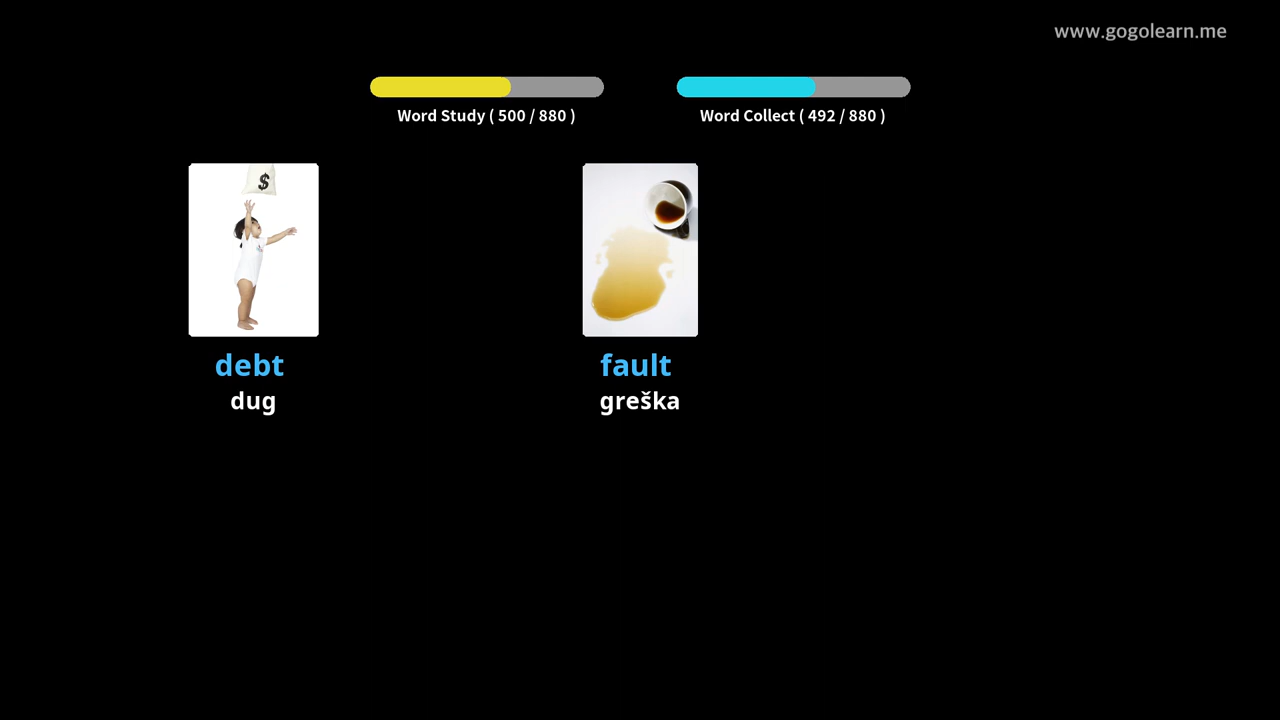 www.gogolearn.me
Word Study ( 500 / 880 )
Word Collect ( 492 / 880 )
$
debt
dug
fault
greška